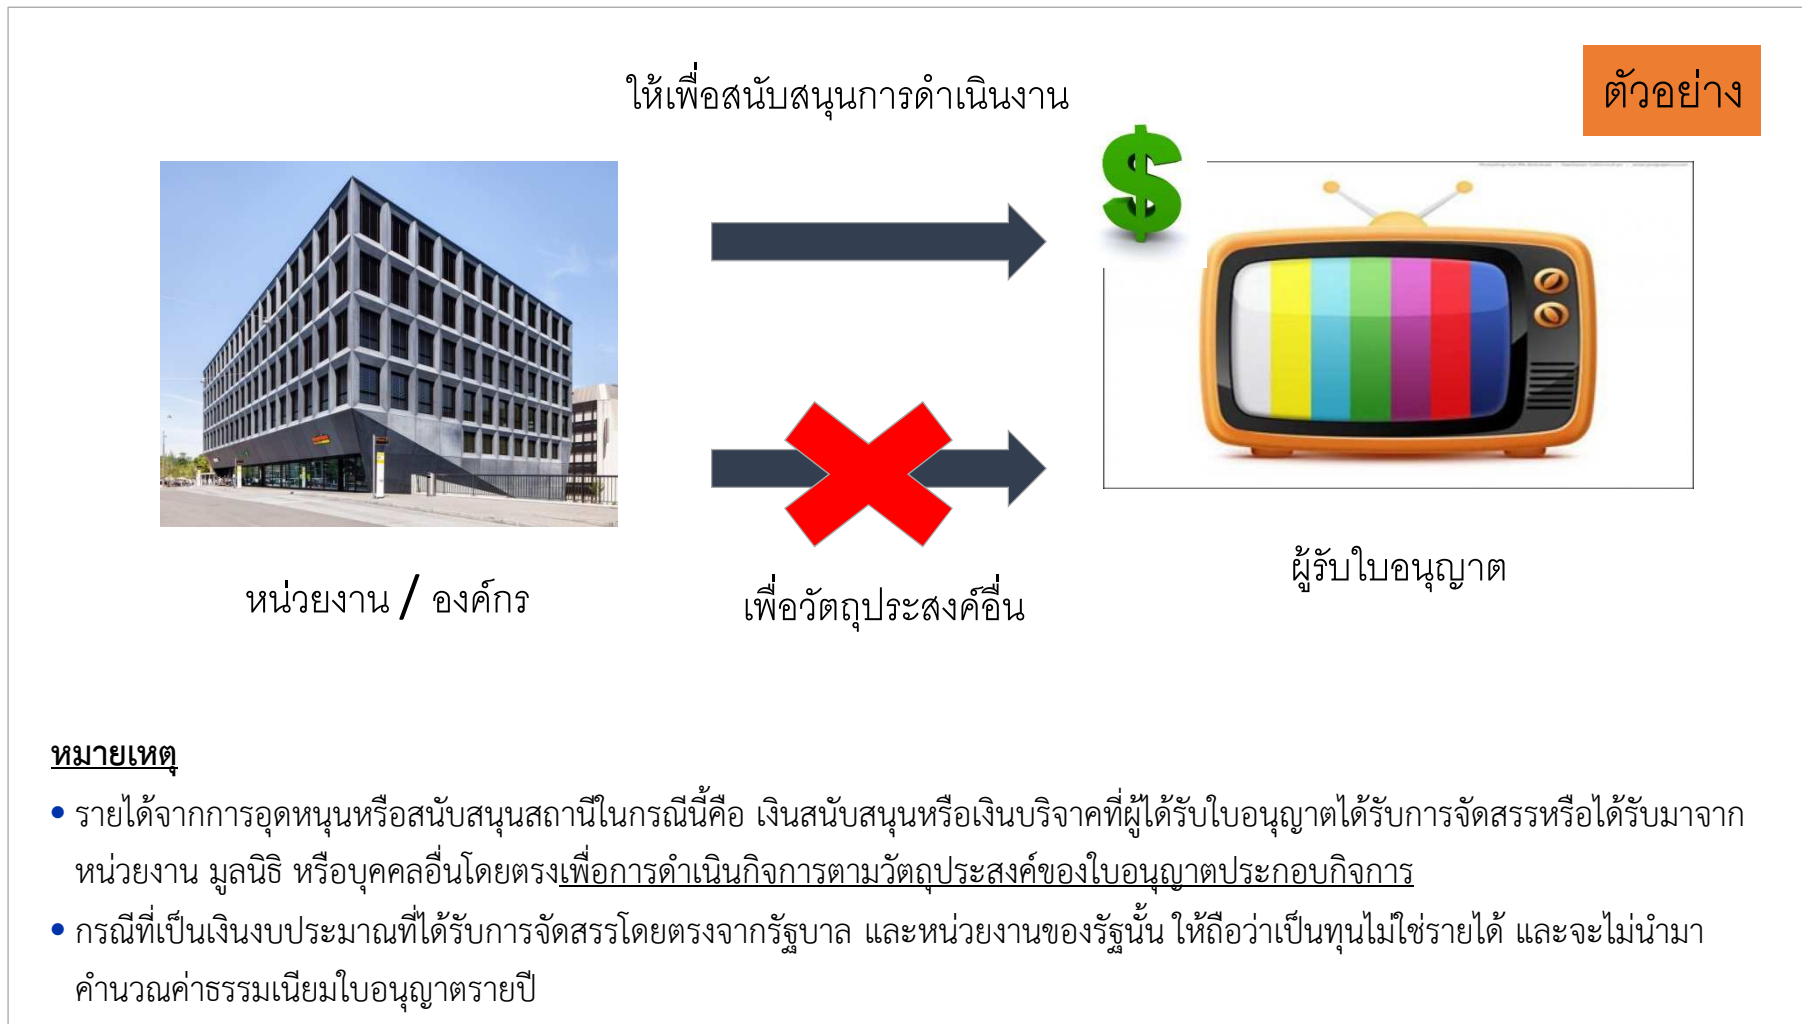 ให้เพื่อสนับสนุนการดำเนินงาน
ตัวอย่าง
หน่วยงาน / องค์กร
เพื่อวัตถุประสงค์อื่น
ผู้รับใบอนุญาต
หมายเหตุ
• รายได้จากการอุดหนุนหรือสนับสนุนสถานีในกรณีนี้คือ เงินสนับสนุนหรือเงินบริจาคที่ผู้ได้รับใบอนุญาตได้รับการจัดสรรหรือได้รับมาจาก
หน่วยงาน มูลนิธิ หรือบุคคลอื่นโดยตรงเพื่อการดำเนินกิจการตามวัตถุประสงค์ของใบอนุญาตประกอบกิจการ
• กรณีที่เป็นเงินงบประมาณที่ได้รับการจัดสรรโดยตรงจากรัฐบาล และหน่วยงานของรัฐนั้น ให้ถือว่าเป็นทุนไม่ใช่รายได้ และจะไม่นำมา
คำนวณค่าธรรมเนียมใบอนุญาตรายปี